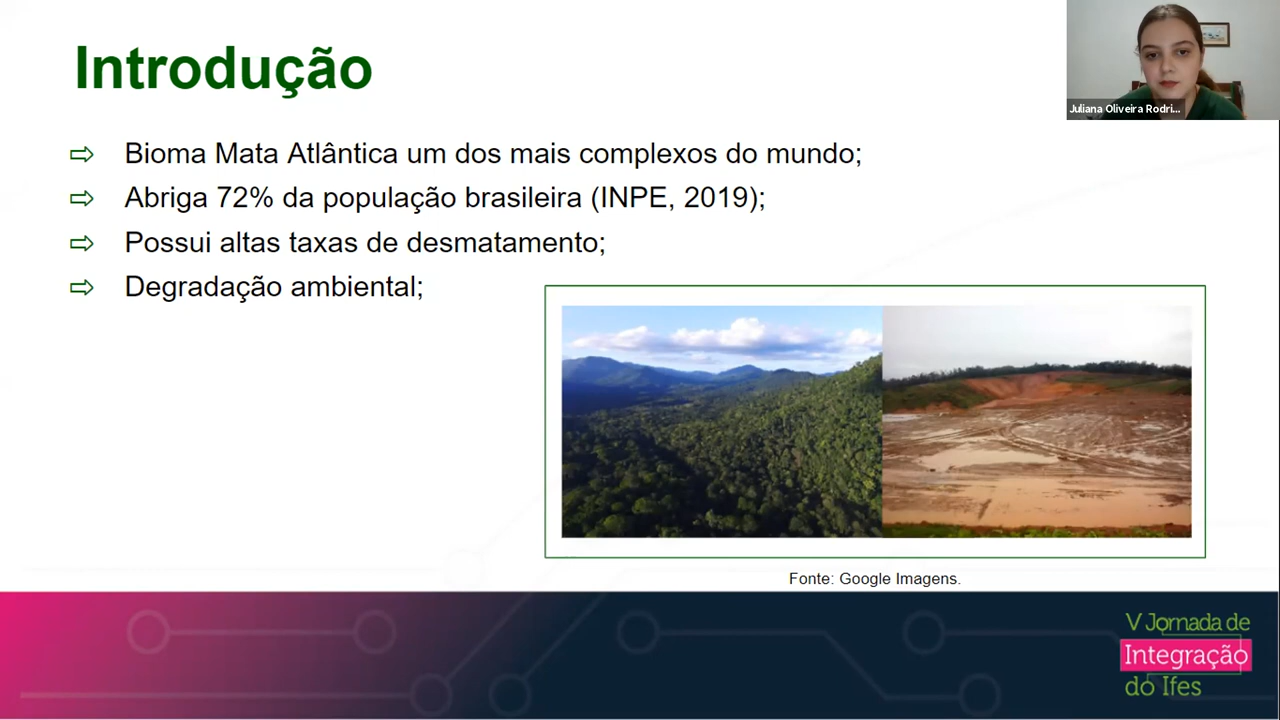 Introdução
Juliana Oliveira Rodri...
⇨ Bioma Mata Atlântica um dos mais complexos do mundo;
⇨ Abriga 72% da população brasileira (INPE, 2019);
⇨ Possui altas taxas de desmatamento;
⇨ Degradação ambiental;
Fonte: Google Imagens.
V Jornada de
Integração
do Ifes